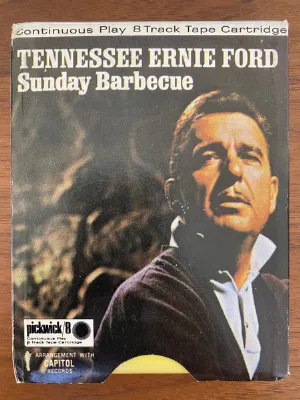 Continuous Play 8 Track Tape Cartridge
TENNESSEE ERNIE FORD
Sunday Barbecue
pickwick/8
Continuous Play
8 Track Tape Cartridge
BY ARRANGEMENT WITH
CAPITOL
RECORDS